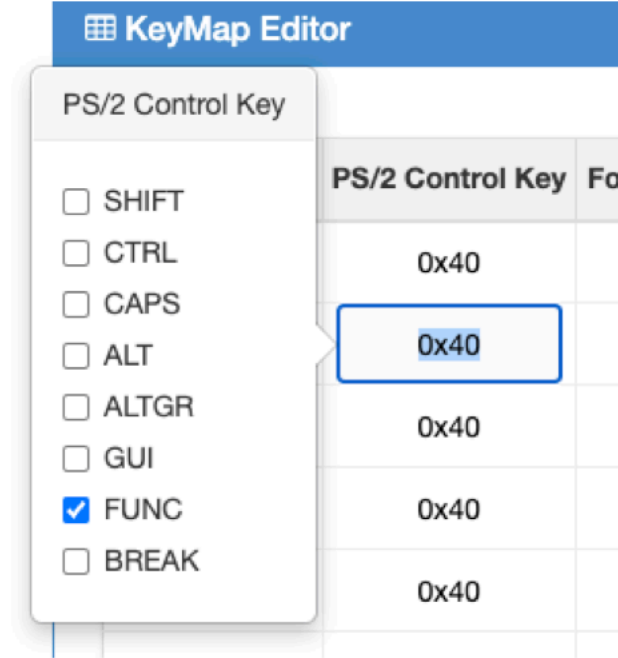 KeyMap Editor
PS/2 Control Key
SHIFT
CTRL
CAPS
ALT
ALTGR
GUI
FUNC
BREAK
PS/2 Control Key Fo
0x40
0x40
0x40
0x40
0x40